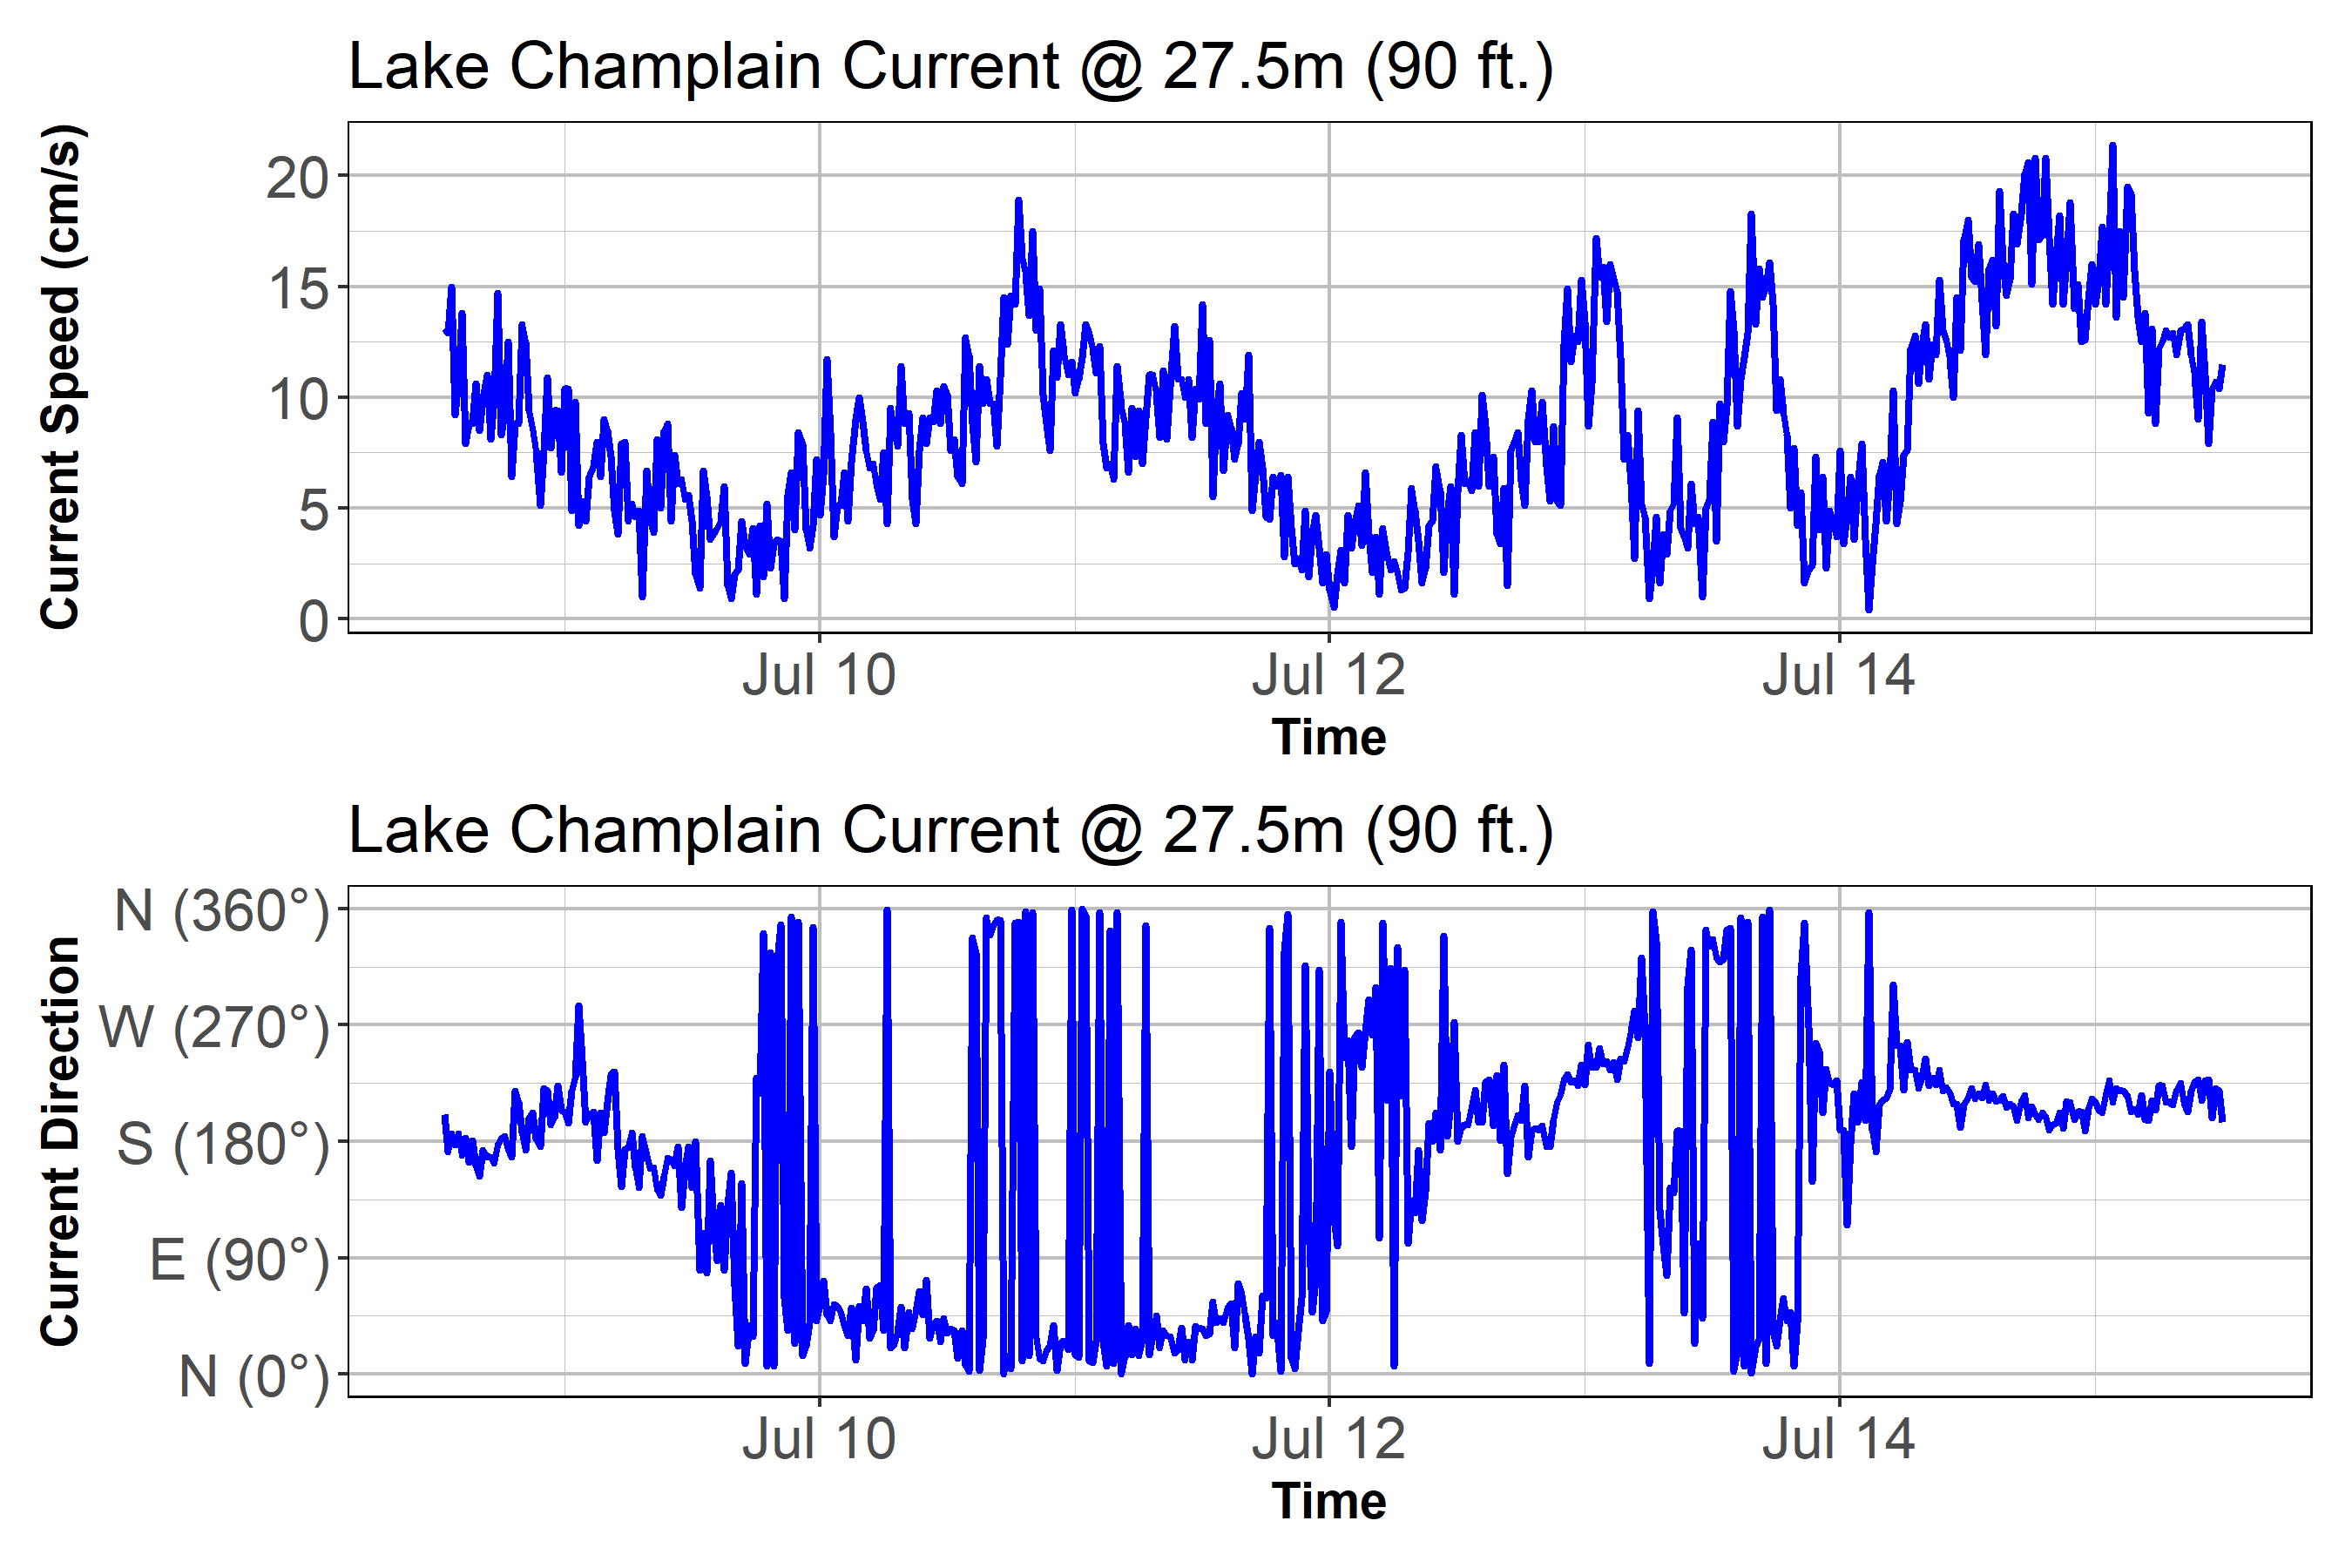 Lake Champlain Current @ 27.5m (90 ft.)
Current Speed (cm/s)
20
15
10
5
0
Jul 10
Jul 12
Jul 14
Time
Lake Champlain Current @ 27.5m (90 ft.)
Current Direction
N (360°)
W (270°)
S (180°)
E (90°)
N (0°)
Jul 10
Jul 12
Jul 14
Time